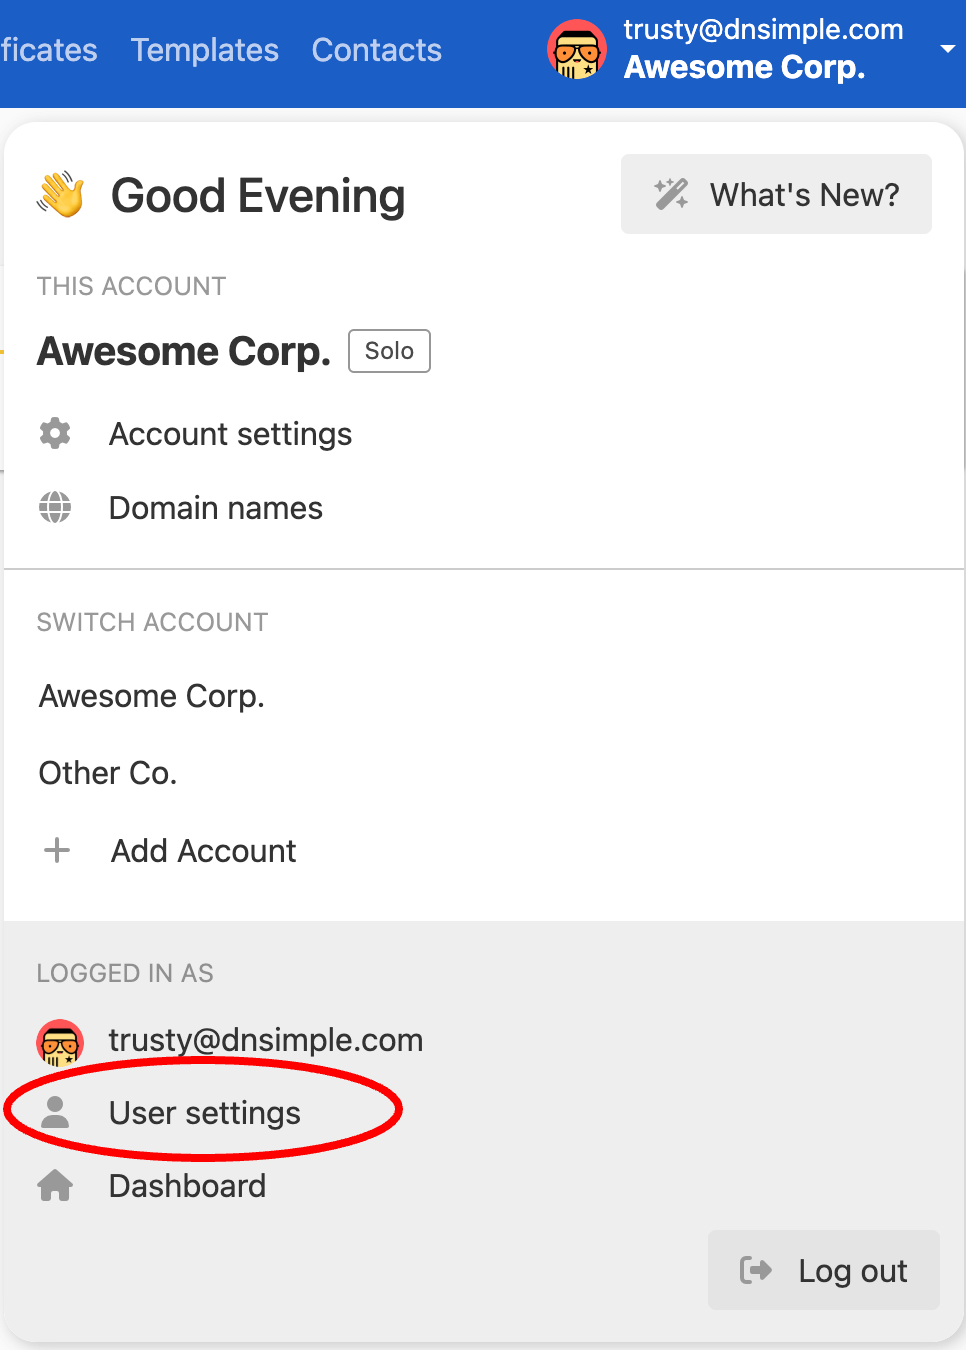 ficates Templates Contacts
trusty@dnsimple.com
Awesome Corp.
Good Evening
What's New?
THIS ACCOUNT
Awesome Corp. Solo
Account settings
Domain names
SWITCH ACCOUNT
Awesome Corp.
Other Co.
Add Account
LOGGED IN AS
trusty@dnsimple.com
User settings
Dashboard
Log out